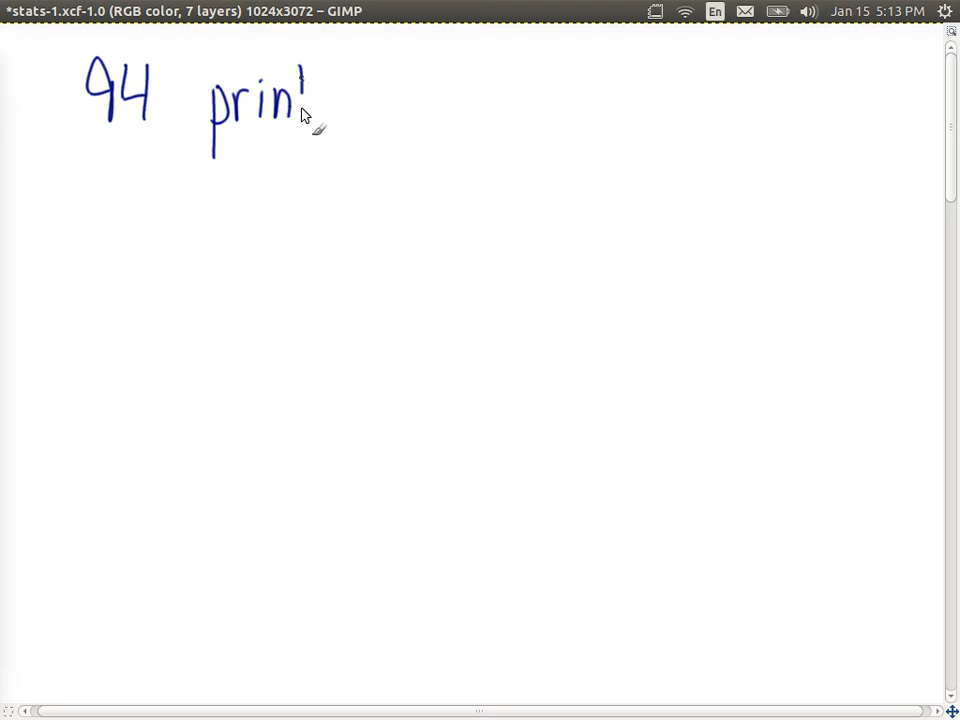 *stats-1.xcf-1.0 (RGB color, 7 layers) 1024x3072 – GIMP
En
Jan 15 5:13 PM
94 prin